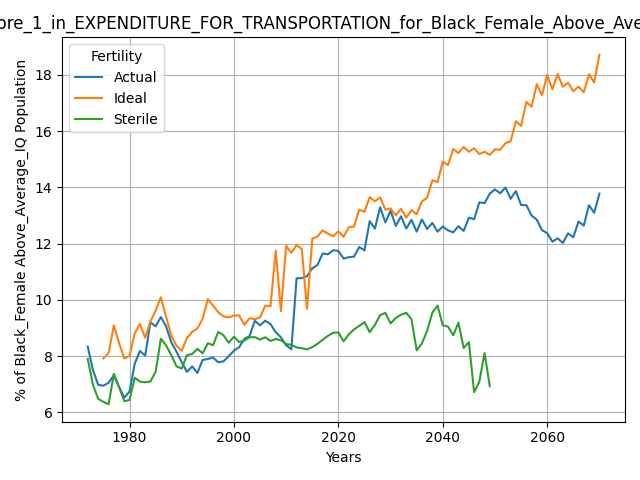 ore_1_in_EXPENDITURE_FOR_TRANSPORTATION_for_Black_Female_Above_Ave
Fertility
Actual
Ideal
Sterile
% of Black_Female Above_Average_IQ Population
18
16
14
12
10
8
6
1980
2000
2020
2040
2060
Years